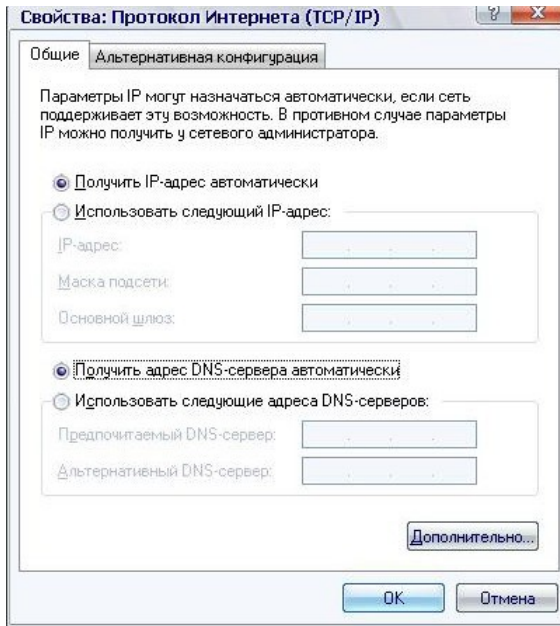 Свойства: Протокол Интернета (TCP/IP)
? X
Общие
Альтернативная конфигурация
Параметры IP могут назначаться автоматически, если сеть
поддерживает эту возможность. В противном случае параметры
IP можно получить у сетевого администратора.
Получить IP-адрес автоматически
Использовать следующий IP-адрес:
IP-адрес:
Маска подсети:
Основной шлюз:
Получить адрес DNS-сервера автоматически
Использовать следующие адреса DNS-серверов:
Предпочитаемый DNS-сервер:
Альтернативный DNS-сервер:
Дополнительно...
OK
Отмена